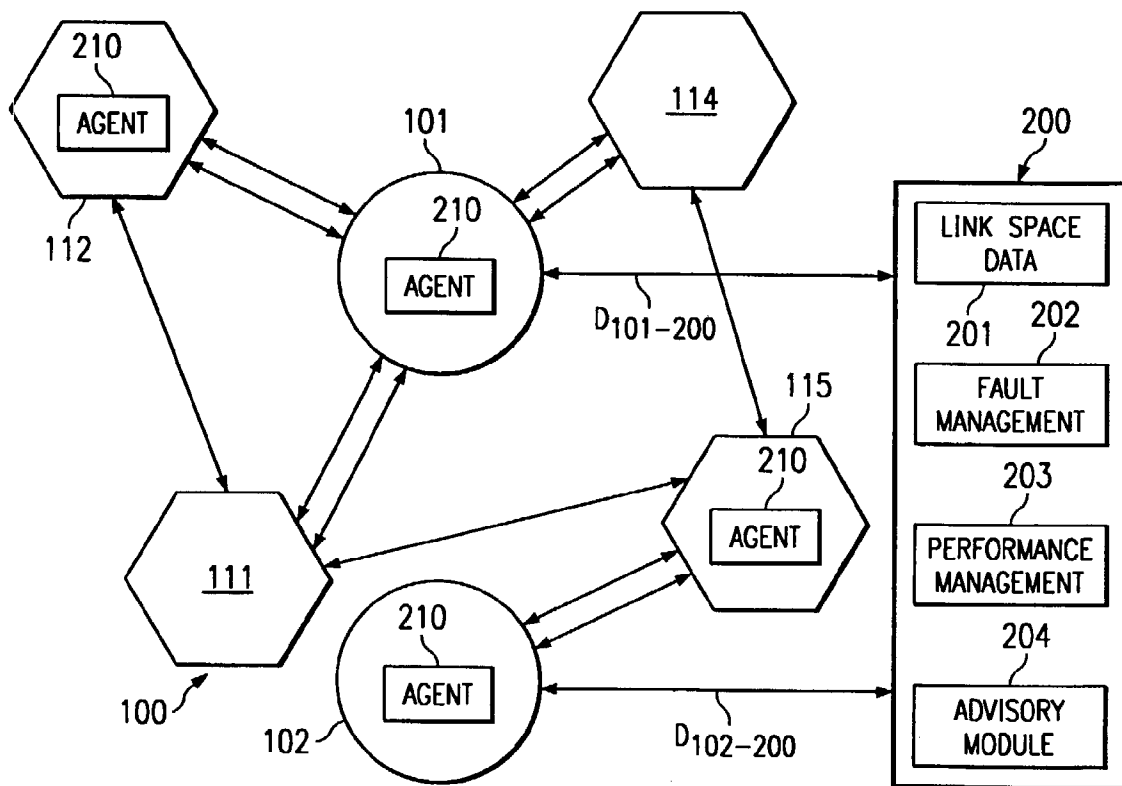 210
AGENT
112
101
210
AGENT
114
200
LINK SPACE
DATA
201
202
FAULT
MANAGEMENT
203
PERFORMANCE
MANAGEMENT
204
ADVISORY
MODULE
D101-200
115
210
AGENT
111
100
210
AGENT
102
D102-200